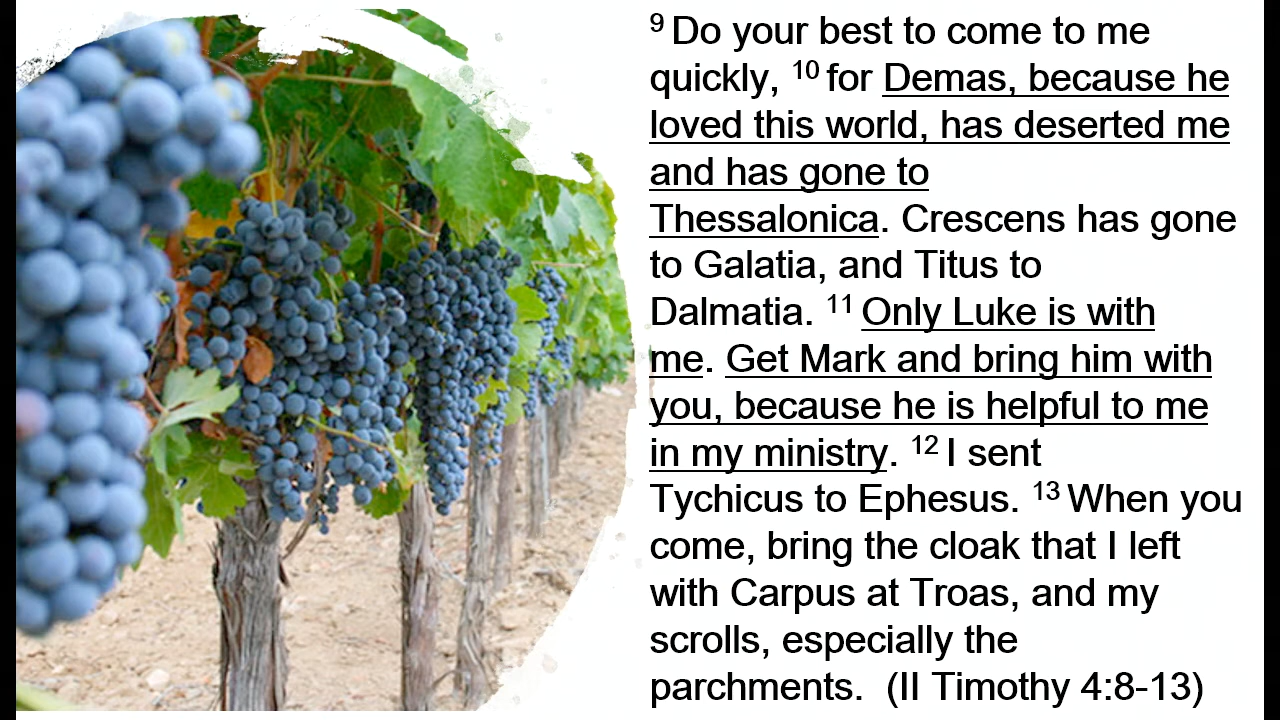 9 Do your best to come to me
quickly, 10 for Demas, because he
loved this world, has deserted me
and has gone to
Thessalonica. Crescens has gone
to Galatia, and Titus to
Dalmatia. 11 Only Luke is with
me. Get Mark and bring him with
you, because he is helpful to me
in my ministry. 12 I sent
Tychicus to Ephesus. 13 When you
come, bring the cloak that I left
with Carpus at Troas, and my
scrolls, especially the
parchments.  (II Timothy 4:8-13)